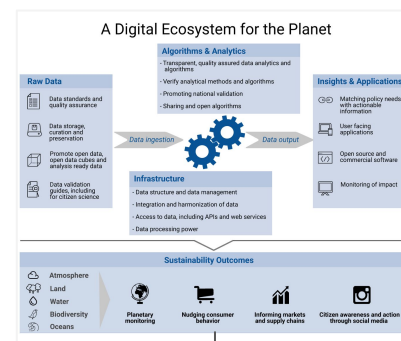 A Digital Ecosystem for the Planet
Algorithms & Analytics
- Transparent, quality assured data analytics and
algorithms
- Verify analytical methods and algorithms
- Promoting national validation
- Sharing and open algorithms
Raw Data
Data standards and
quality assurance
Data storage,
curation and
preservation
Promote open data,
open data cubes and
analysis ready data
Data validation
guides, including
for citizen science
Data ingestion
Data output
Insights & Applications
Matching policy needs
with actionable
information
User facing
applications
Open source and
commercial software
Monitoring of impact
Infrastructure
- Data structure and data management
- Integration and harmonization of data
- Access to data, including APIs and web services
- Data processing power
Sustainability Outcomes
Atmosphere
Land
Water
Biodiversity
Oceans
Planetary
monitoring
Nudging consumer
behavior
Informing markets
and supply chains
Citizen awareness and action
through social media